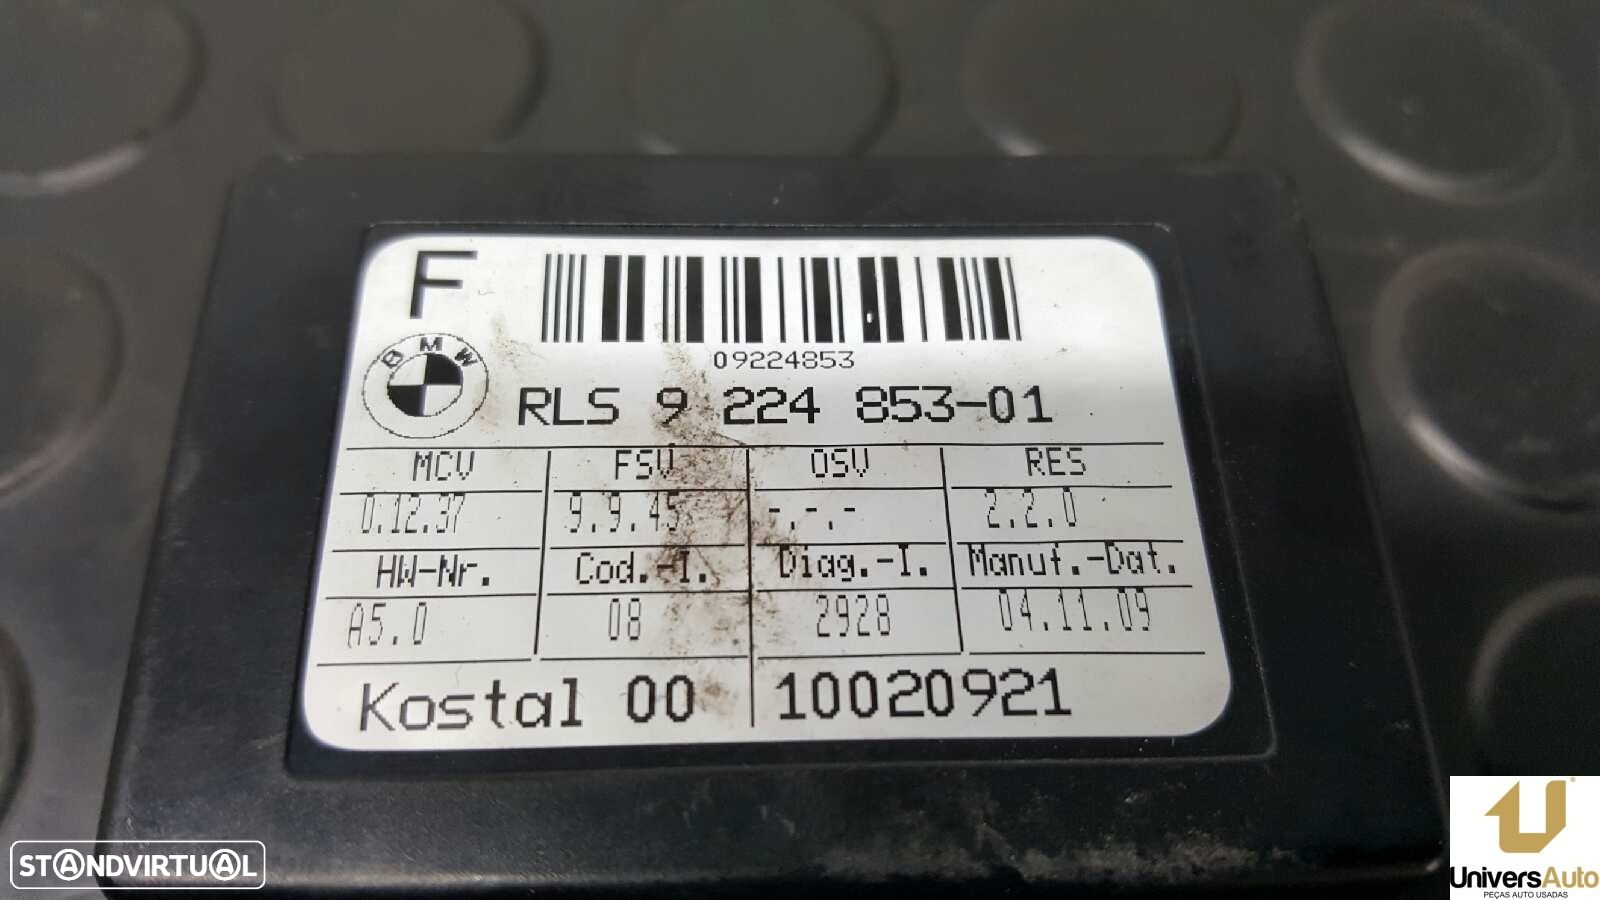 F
BMW
09224853
RLS 9 224 853-01
MCV FSV OSV RES
0.12.37 9.9.45 -.-.- 2.2.0
HW-Nr. Cod.-I. Diag.-I. Manuf.-Dat.
A5.0 08 2928 04.11.09
Kostal 00 10020921
STANDVIRTUAL
UniversAuto
PEÇAS AUTO USADAS